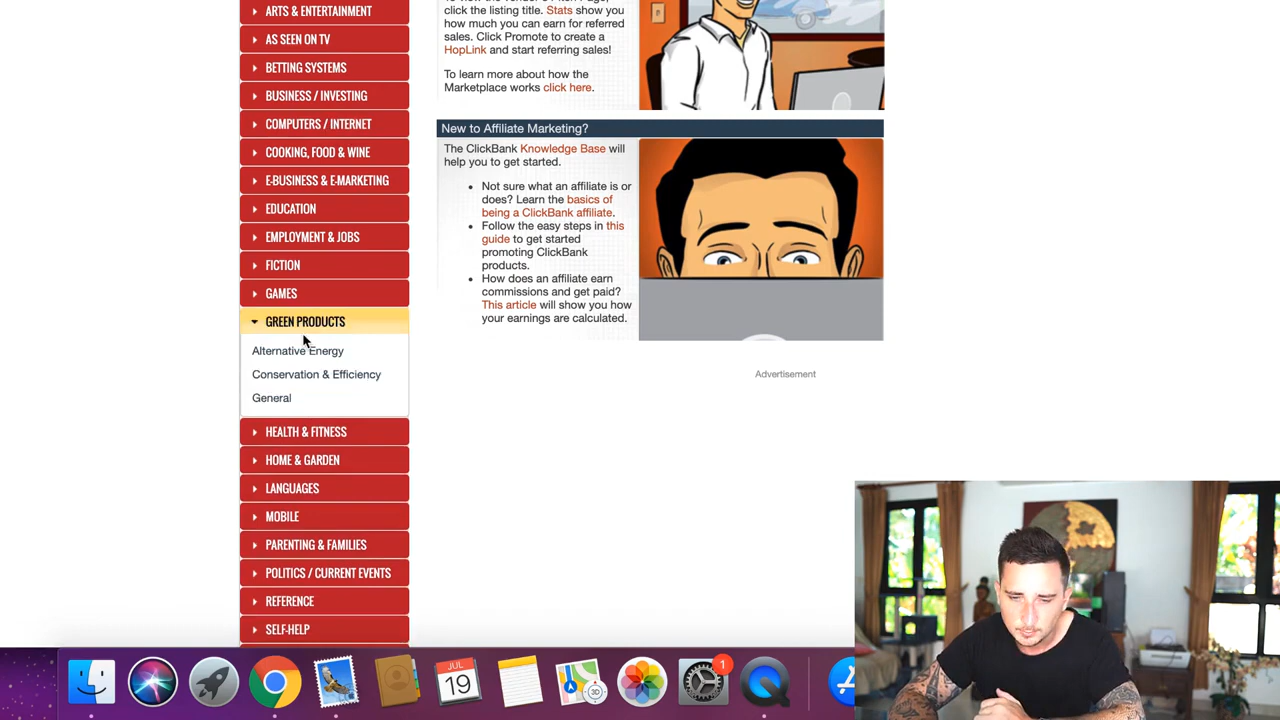 ARTS & ENTERTAINMENT
AS SEEN ON TV
BETTING SYSTEMS
BUSINESS / INVESTING
COMPUTERS / INTERNET
COOKING, FOOD & WINE
E-BUSINESS & E-MARKETING
EDUCATION
EMPLOYMENT & JOBS
FICTION
GAMES
GREEN PRODUCTS
Alternative Energy
Conservation & Efficiency
General
HEALTH & FITNESS
HOME & GARDEN
LANGUAGES
MOBILE
PARENTING & FAMILIES
POLITICS / CURRENT EVENTS
REFERENCE
SELF-HELP
click the listing title. Stats show you
how much you can earn for referred
sales. Click Promote to create a
HopLink and start referring sales!
To learn more about how the
Marketplace works click here.
New to Affiliate Marketing?
The ClickBank Knowledge Base will
help you to get started.
Not sure what an affiliate is or
does? Learn the basics of
being a ClickBank affiliate.
Follow the easy steps in this
guide to get started
promoting ClickBank
products.
How does an affiliate earn
commissions and get paid?
This article will show you how
your earnings are calculated.
Advertisement
JUL
19
3D
1